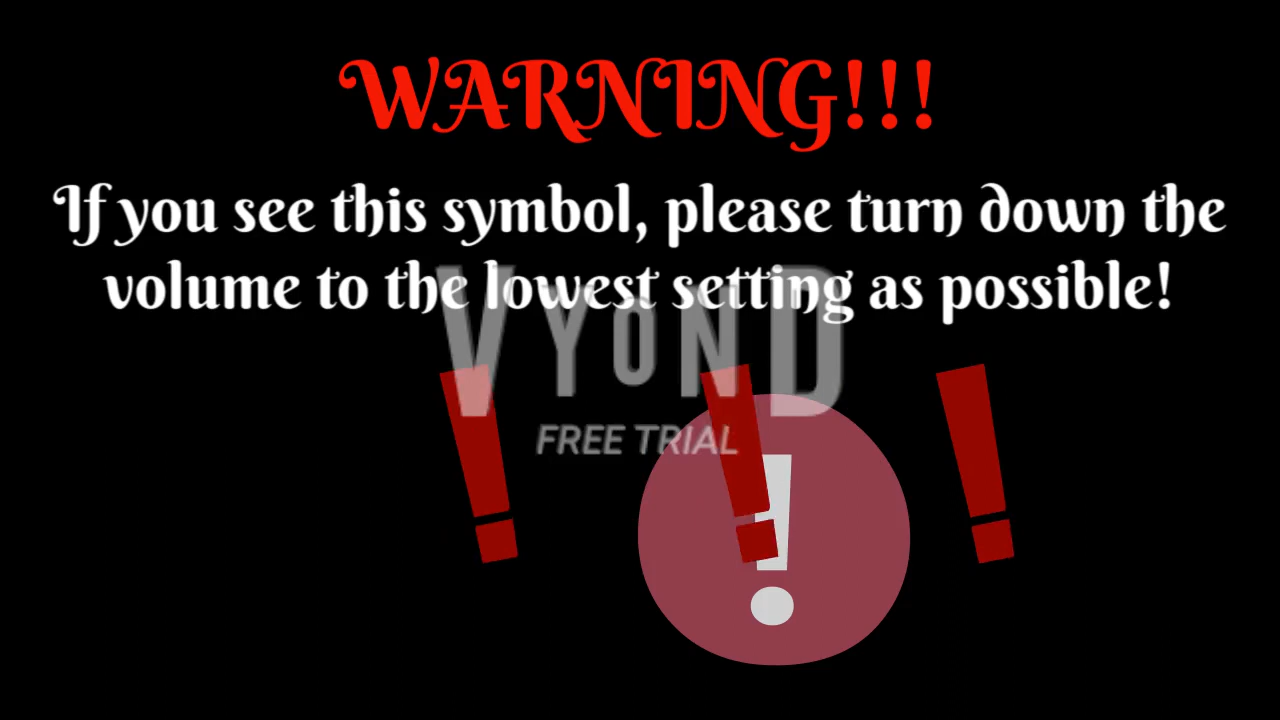 WARNING!!!
If you see this symbol, please turn down the
volume to the lowest setting as possible!
VYOND
FREE TRIAL
! ! !
!